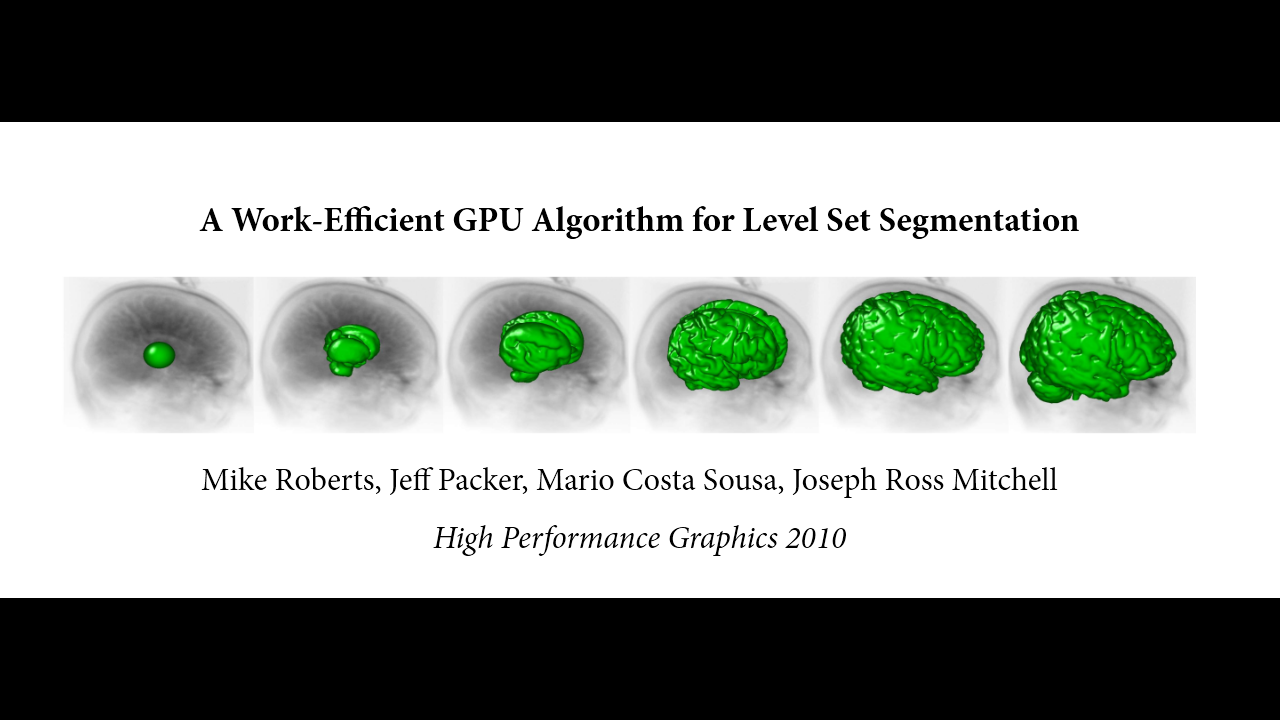 A Work-Efficient GPU Algorithm for Level Set Segmentation
Mike Roberts, Jeff Packer, Mario Costa Sousa, Joseph Ross Mitchell
High Performance Graphics 2010